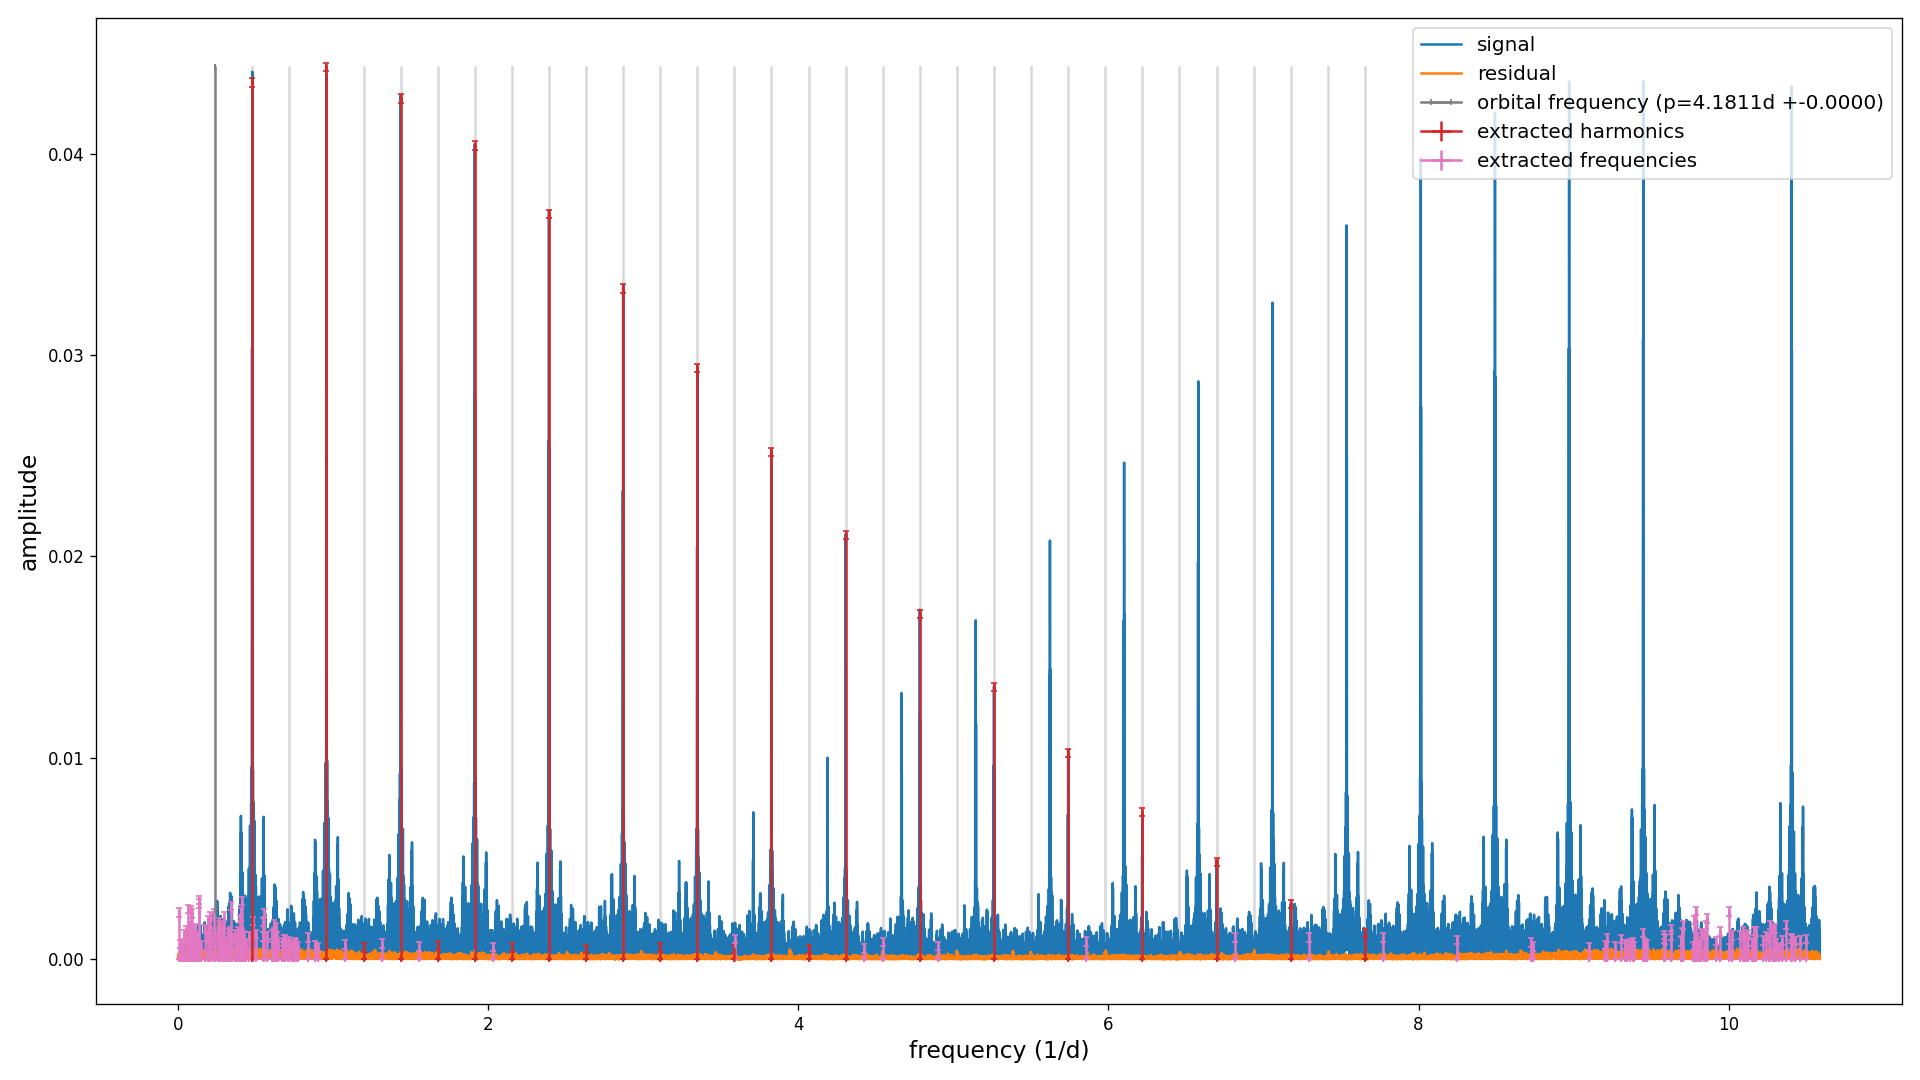 signal
residual
orbital frequency (p=4.1811d +-0.0000)
extracted harmonics
extracted frequencies
amplitude
0.04
0.03
0.02
0.01
0.00
0 2 4 6 8 10
frequency (1/d)